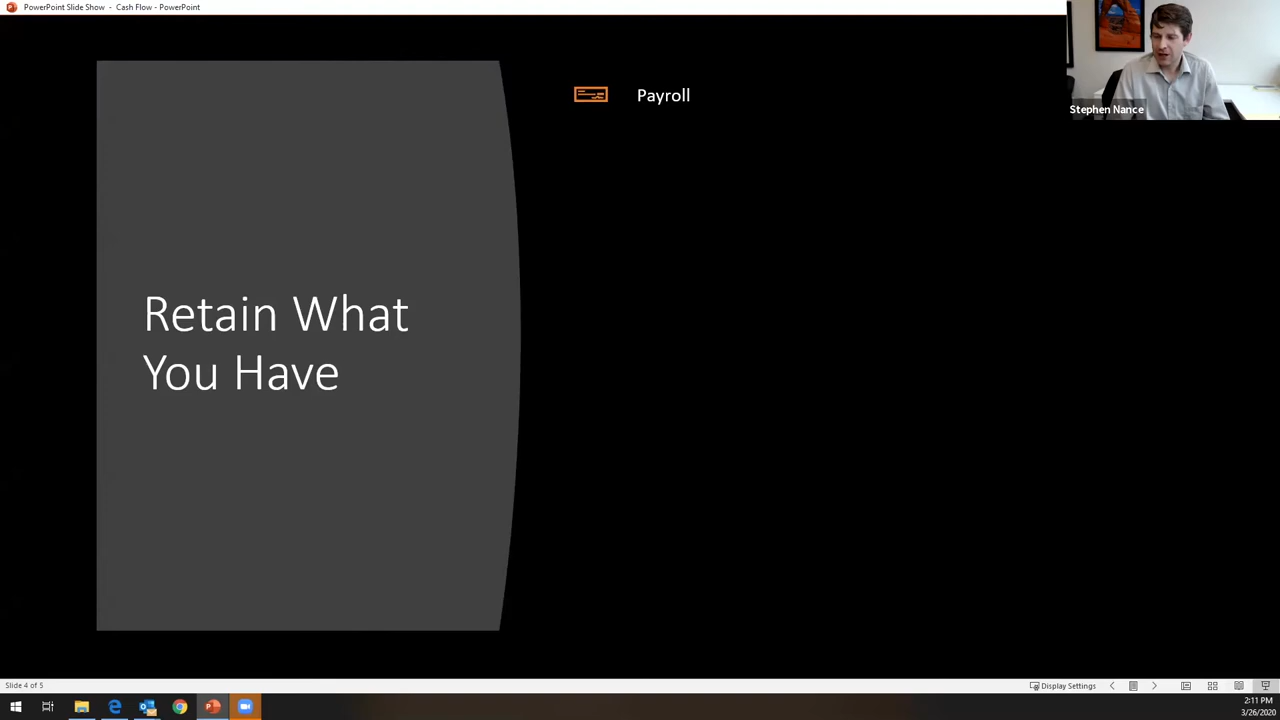 PowerPoint Slide Show - Cash Flow - PowerPoint
Payroll
Stephen Nance
Retain What
You Have
Slide 4 of 5
Display Settings
2:11 PM
3/26/2020